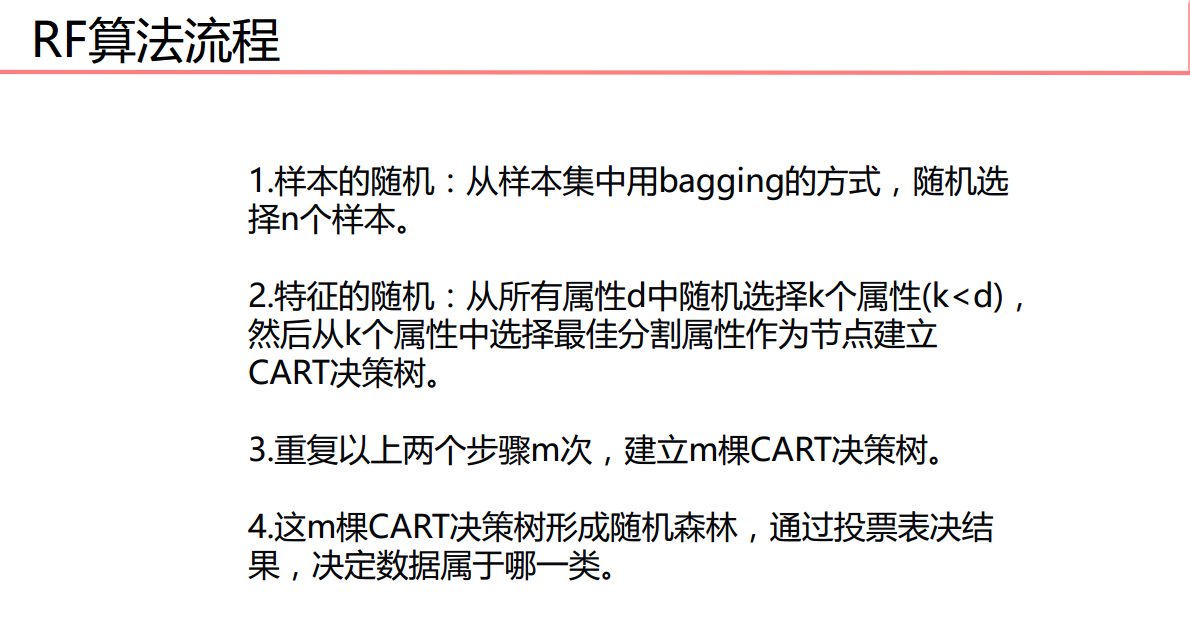 RF算法流程
1.样本的随机：从样本集中用bagging的方式，随机选
择n个样本。
2.特征的随机：从所有属性d中随机选择k个属性(k<d)，
然后从k个属性中选择最佳分割属性作为节点建立
CART决策树。
3.重复以上两个步骤m次，建立m棵CART决策树。
4.这m棵CART决策树形成随机森林，通过投票表决结
果，决定数据属于哪一类。